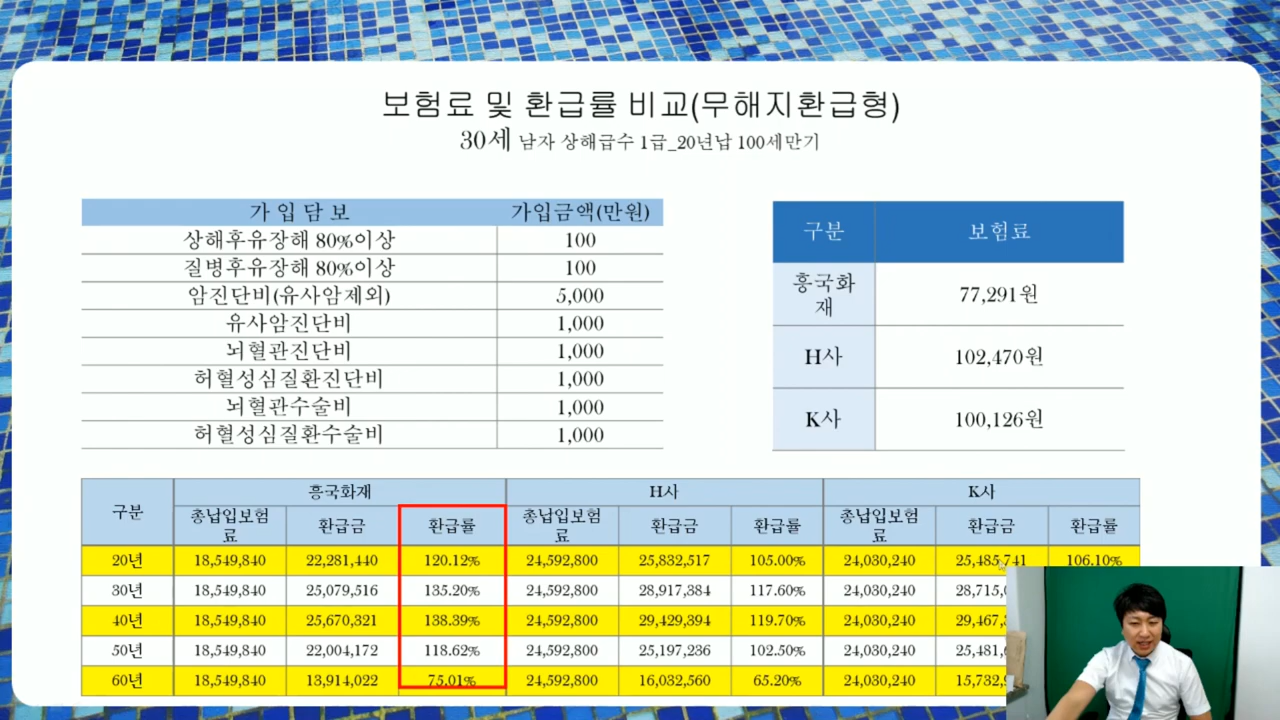 보험료 및 환급률 비교(무해지환급형)
30세 남자 상해급수 1급_20년납 100세만기
가 입 담 보 가입금액(만원)
상해후유장해 80%이상 100
질병후유장해 80%이상 100
암진단비(유사암제외) 5,000
유사암진단비 1,000
뇌혈관진단비 1,000
허혈성심질환진단비 1,000
뇌혈관수술비 1,000
허혈성심질환수술비 1,000
구분 보험료
흥국화
재 77,291원
H사 102,470원
K사 100,126원
구분 흥국화재 H사 K사
총납입보험
료 환급금 환급률 총납입보험
료 환급금 환급률 총납입보험
료 환급금 환급률
20년 18,549,840 22,281,440 120.12% 24,592,800 25,832,517 105.00% 24,030,240 25,485,741 106.10%
30년 18,549,840 25,079,516 135.20% 24,592,800 28,917,384 117.60% 24,030,240
40년 18,549,840 25,670,321 138.39% 24,592,800 29,429,394 119.70% 24,030,240
50년 18,549,840 22,004,172 118.62% 24,592,800 25,197,236 102.50% 24,030,240
60년 18,549,840 13,914,022 75.01% 24,592,800 16,032,560 65.20% 24,030,240